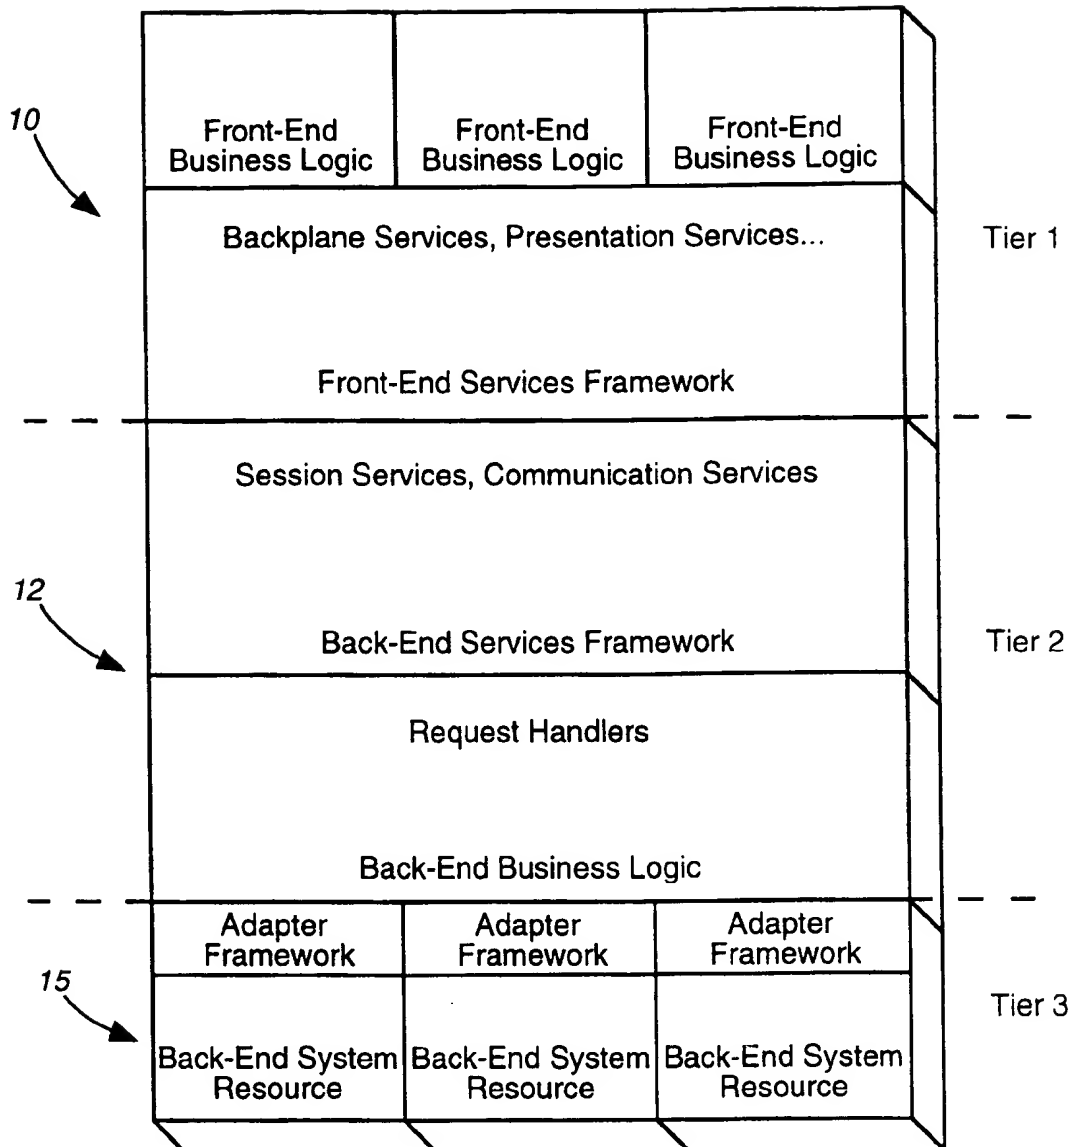 10
Front-End
Business Logic
Front-End
Business Logic
Front-End
Business Logic
Backplane Services, Presentation Services...
Tier 1
Front-End Services Framework
Session Services, Communication Services
12
Back-End Services Framework
Tier 2
Request Handlers
Back-End Business Logic
Adapter
Framework
Adapter
Framework
Adapter
Framework
15
Tier 3
Back-End System
Resource
Back-End System
Resource
Back-End System
Resource